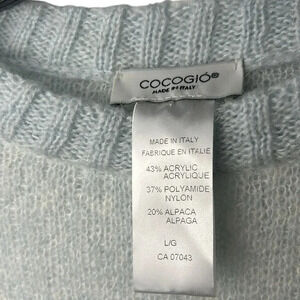 COCOGIÓ®
MADE IN ITALY
MADE IN ITALY
FABRIQUE EN ITALIE
43% ACRYLIC
ACRYLIQUE
37% POLYAMIDE
NYLON
20% ALPACA
ALPAGA
L/G
CA 07043